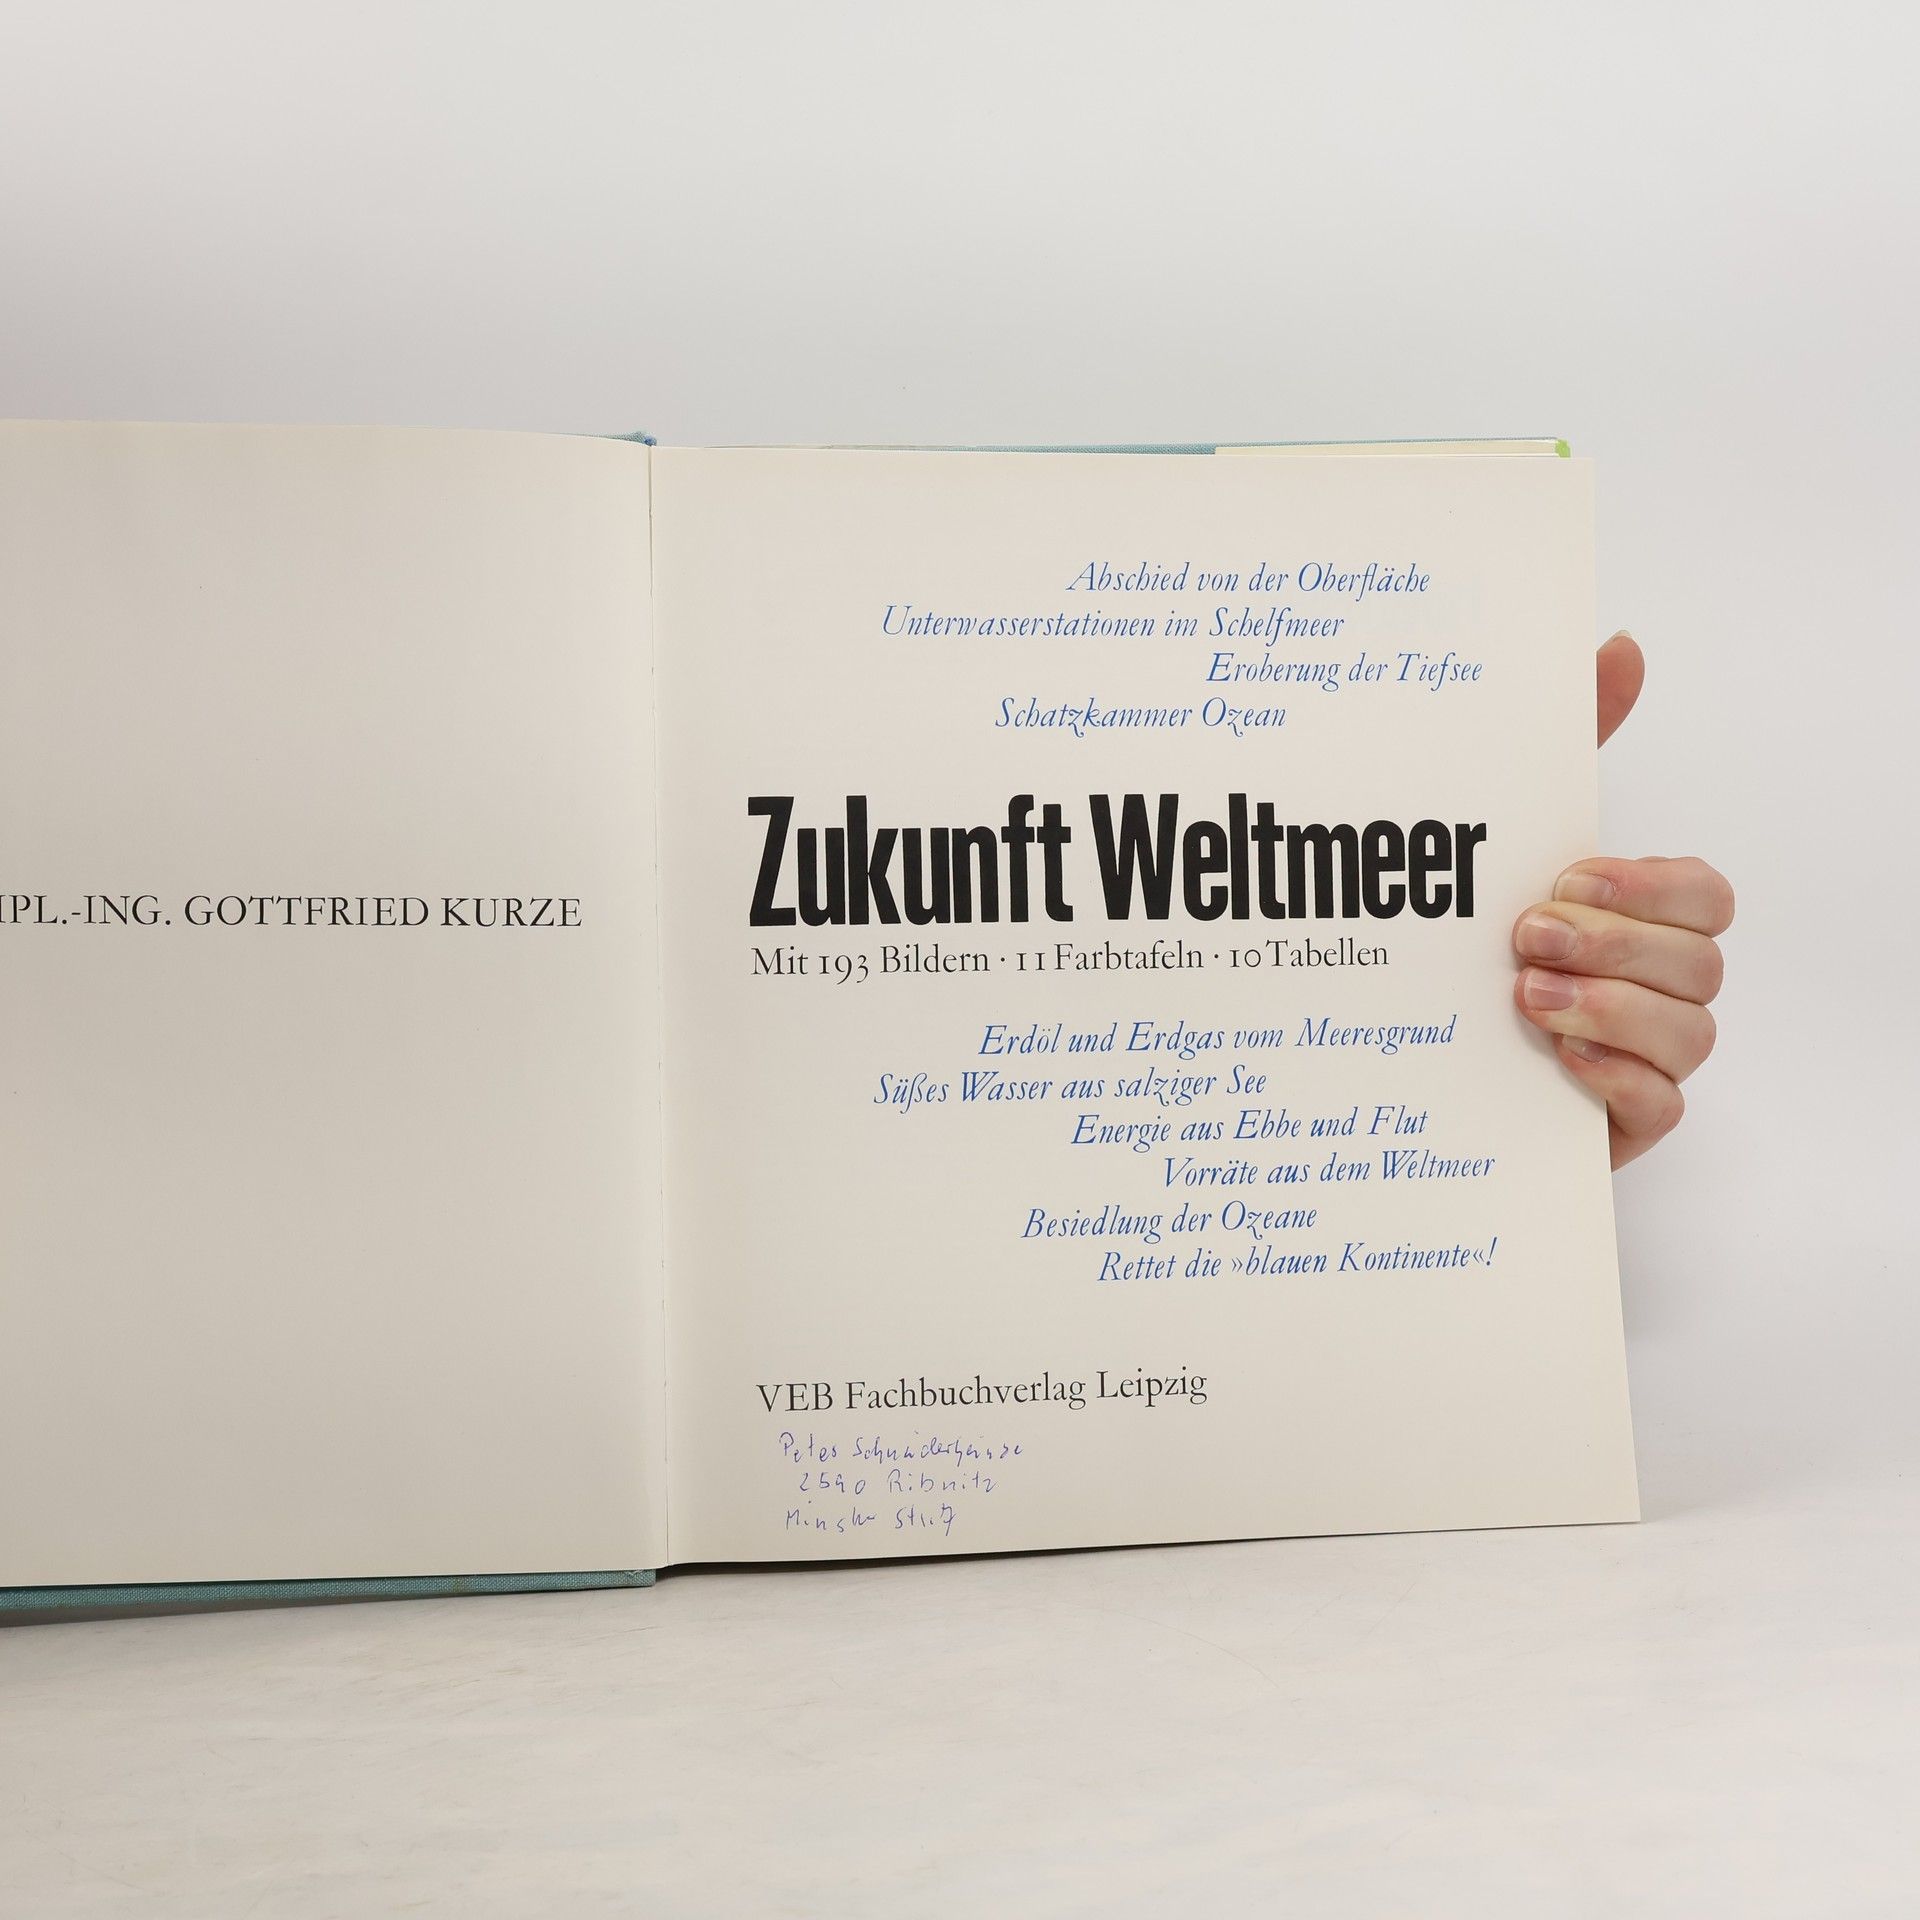 IPL.-ING. GOTTFRIED KURZE
Abschied von der Oberfläche
Unterwasserstationen im Schelfmeer
Eroberung der Tiefsee
Schatzkammer Ozean
Zukunft Weltmeer
Mit 193 Bildern · 11 Farbtafeln · 10 Tabellen
Erdöl und Erdgas vom Meeresgrund
Süßes Wasser aus salziger See
Energie aus Ebbe und Flut
Vorräte aus dem Weltmeer
Besiedlung der Ozeane
Rettet die »blauen Kontinente«!
VEB Fachbuchverlag Leipzig
Peter
2590 Ribnitz